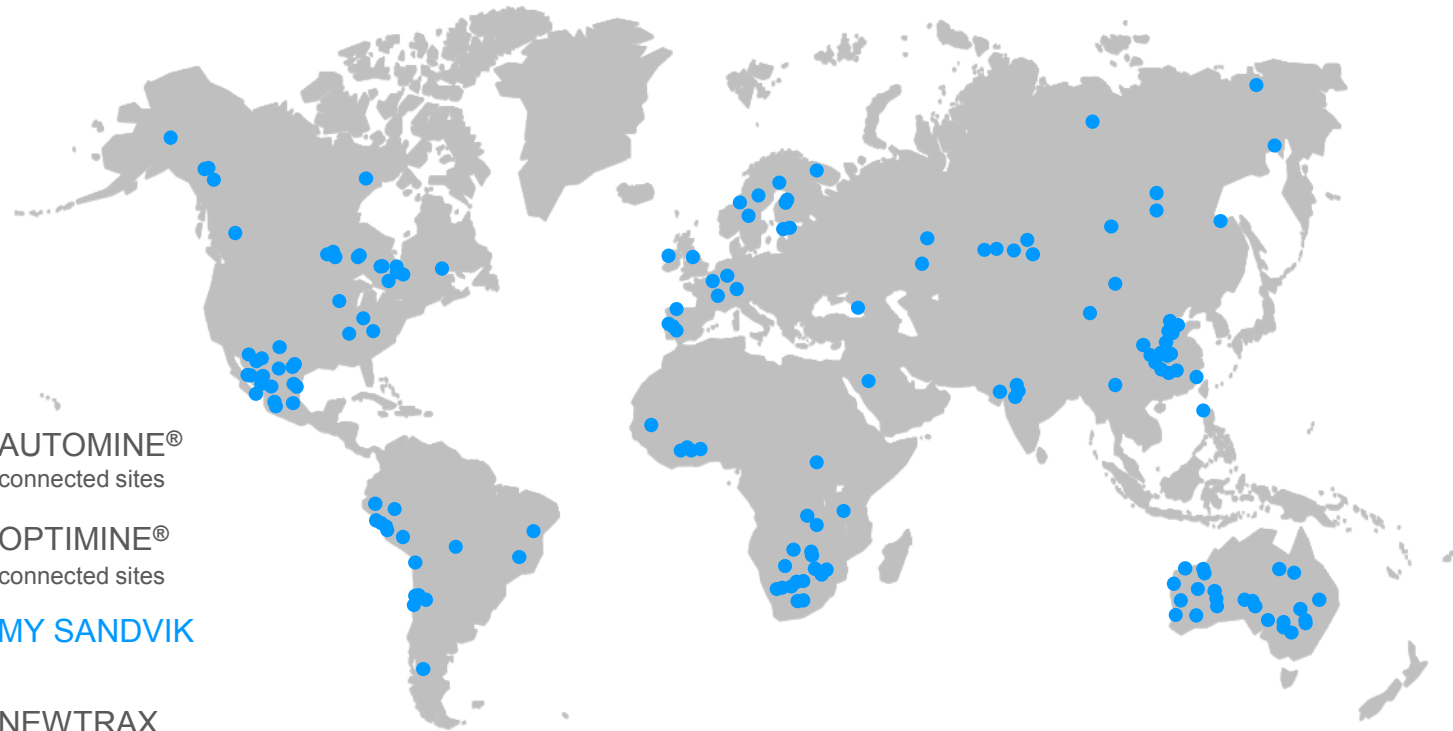 AUTOMINE®
connected sites
OPTIMINE®
connected sites
MY SANDVIK
NEWTRAX